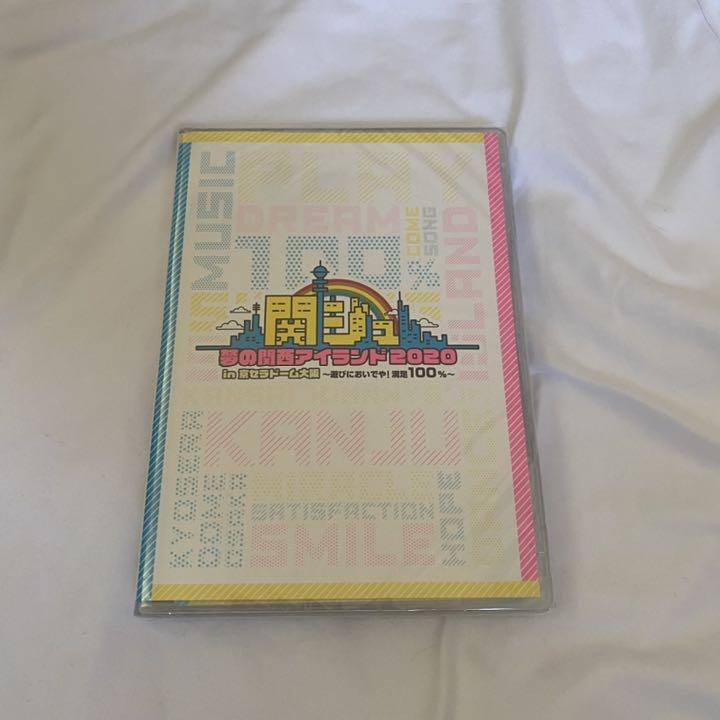 MUSIC
PLAY
DREAM
COME
SONG
100%
ISLAND
関ジュ
夢の関西アイランド2020
in 京セラドーム大阪 ～遊びにおいでや!満足100%～
KANJU
KYOCERA
DOME
OSAKA
SATISFACTION
SMILE
HOPE